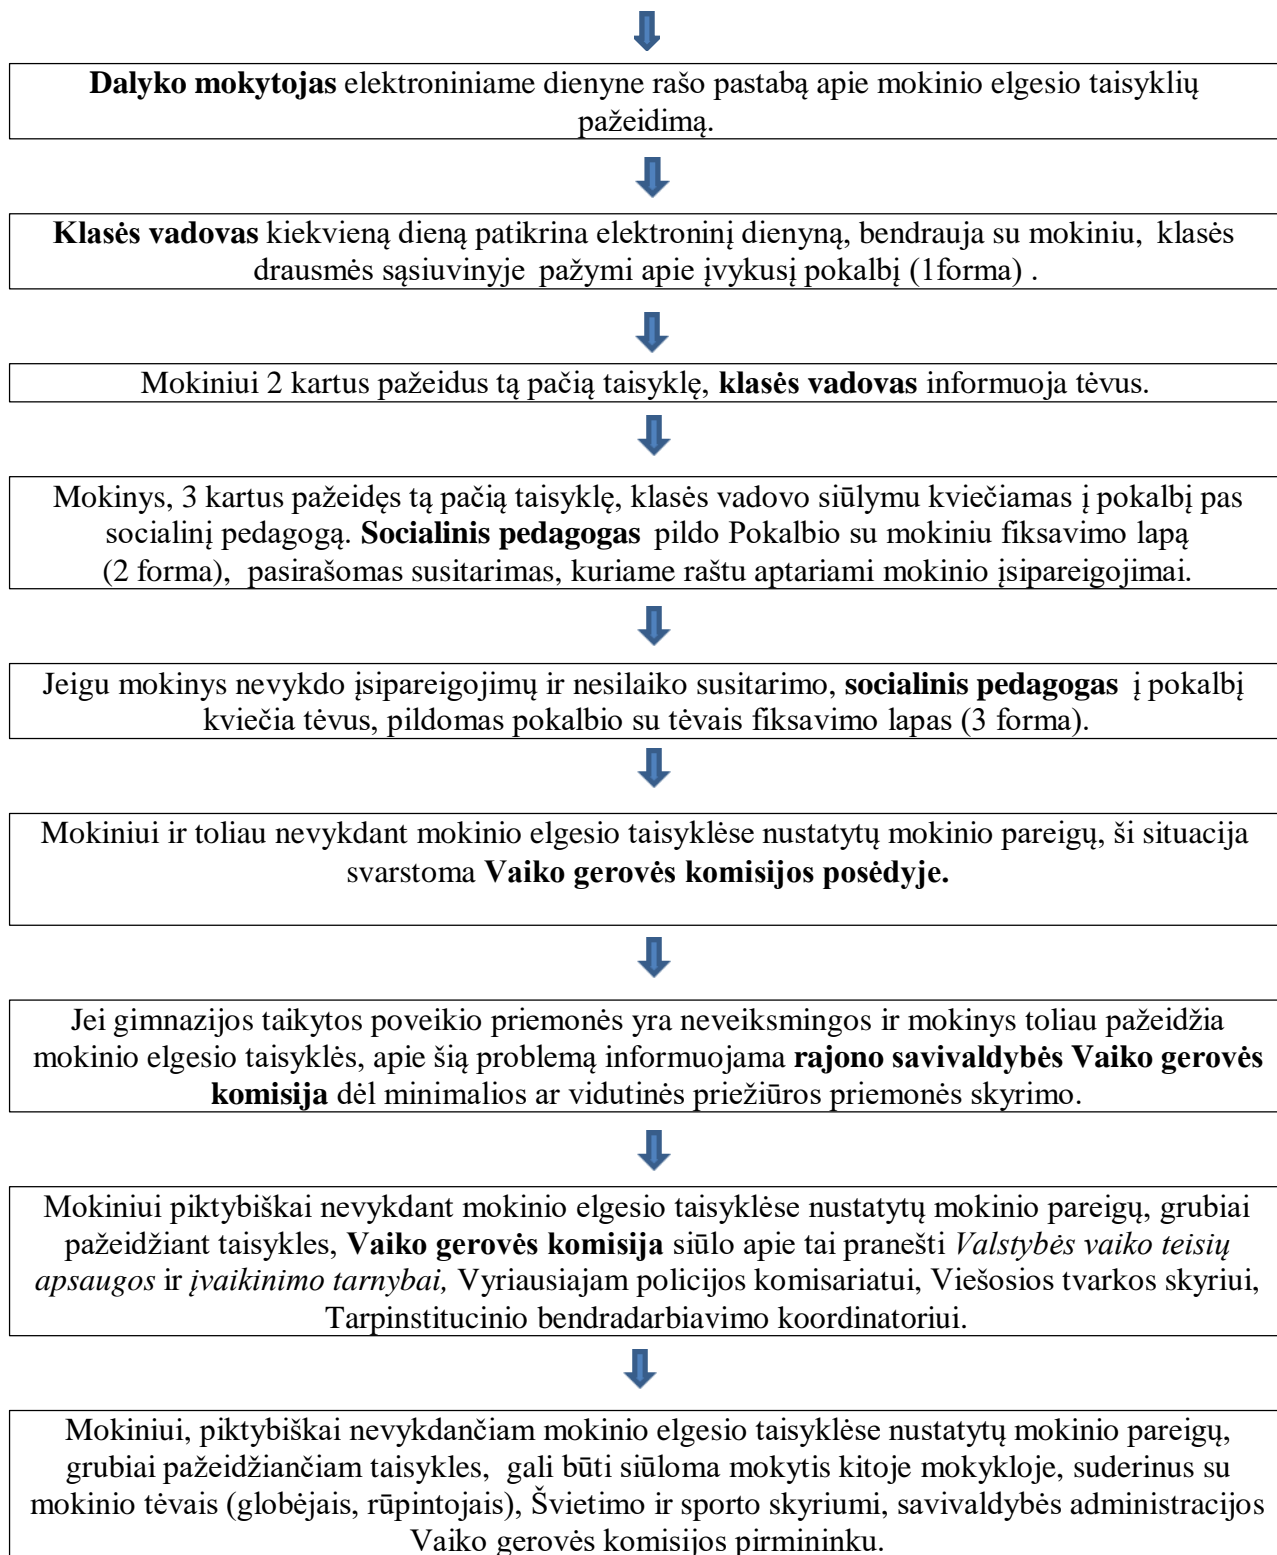 Dalyko mokytojas elektroniniame dienyne rašo pastabą apie mokinio elgesio taisyklių
pažeidimą.
Klasės vadovas kiekvieną dieną patikrina elektroninį dienyną, bendrauja su mokiniu, klasės
drausmės sąsiuvinyje pažymi apie įvykusį pokalbį (1forma) .
Mokiniui 2 kartus pažeidus tą pačią taisyklę, klasės vadovas informuoja tėvus.
Mokinys, 3 kartus pažeidęs tą pačią taisyklę, klasės vadovo siūlymu kviečiamas į pokalbį pas
socialinį pedagogą. Socialinis pedagogas pildo Pokalbio su mokiniu fiksavimo lapą
(2 forma), pasirašomas susitarimas, kuriame raštu aptariami mokinio įsipareigojimai.
Jeigu mokinys nevykdo įsipareigojimų ir nesilaiko susitarimo, socialinis pedagogas į pokalbį
kviečia tėvus, pildomas pokalbio su tėvais fiksavimo lapas (3 forma).
Mokiniui ir toliau nevykdant mokinio elgesio taisyklėse nustatytų mokinio pareigų, ši situacija
svarstoma Vaiko gerovės komisijos posėdyje.
Jei gimnazijos taikytos poveikio priemonės yra neveiksmingos ir mokinys toliau pažeidžia
mokinio elgesio taisyklės, apie šią problemą informuojama rajono savivaldybės Vaiko gerovės
komisija dėl minimalios ar vidutinės priežiūros priemonės skyrimo.
Mokiniui piktybiškai nevykdant mokinio elgesio taisyklėse nustatytų mokinio pareigų, grubiai
pažeidžiant taisykles, Vaiko gerovės komisija siūlo apie tai pranešti Valstybės vaiko teisių
apsaugos ir įvaikinimo tarnybai, Vyriausiajam policijos komisariatui, Viešosios tvarkos skyriui,
Tarpinstitucinio bendradarbiavimo koordinatoriui.
Mokiniui, piktybiškai nevykdančiam mokinio elgesio taisyklėse nustatytų mokinio pareigų,
grubiai pažeidžiančiam taisykles, gali būti siūloma mokytis kitoje mokykloje, suderinus su
mokinio tėvais (globėjais, rūpintojais), Švietimo ir sporto skyriumi, savivaldybės administracijos
Vaiko gerovės komisijos pirmininku.